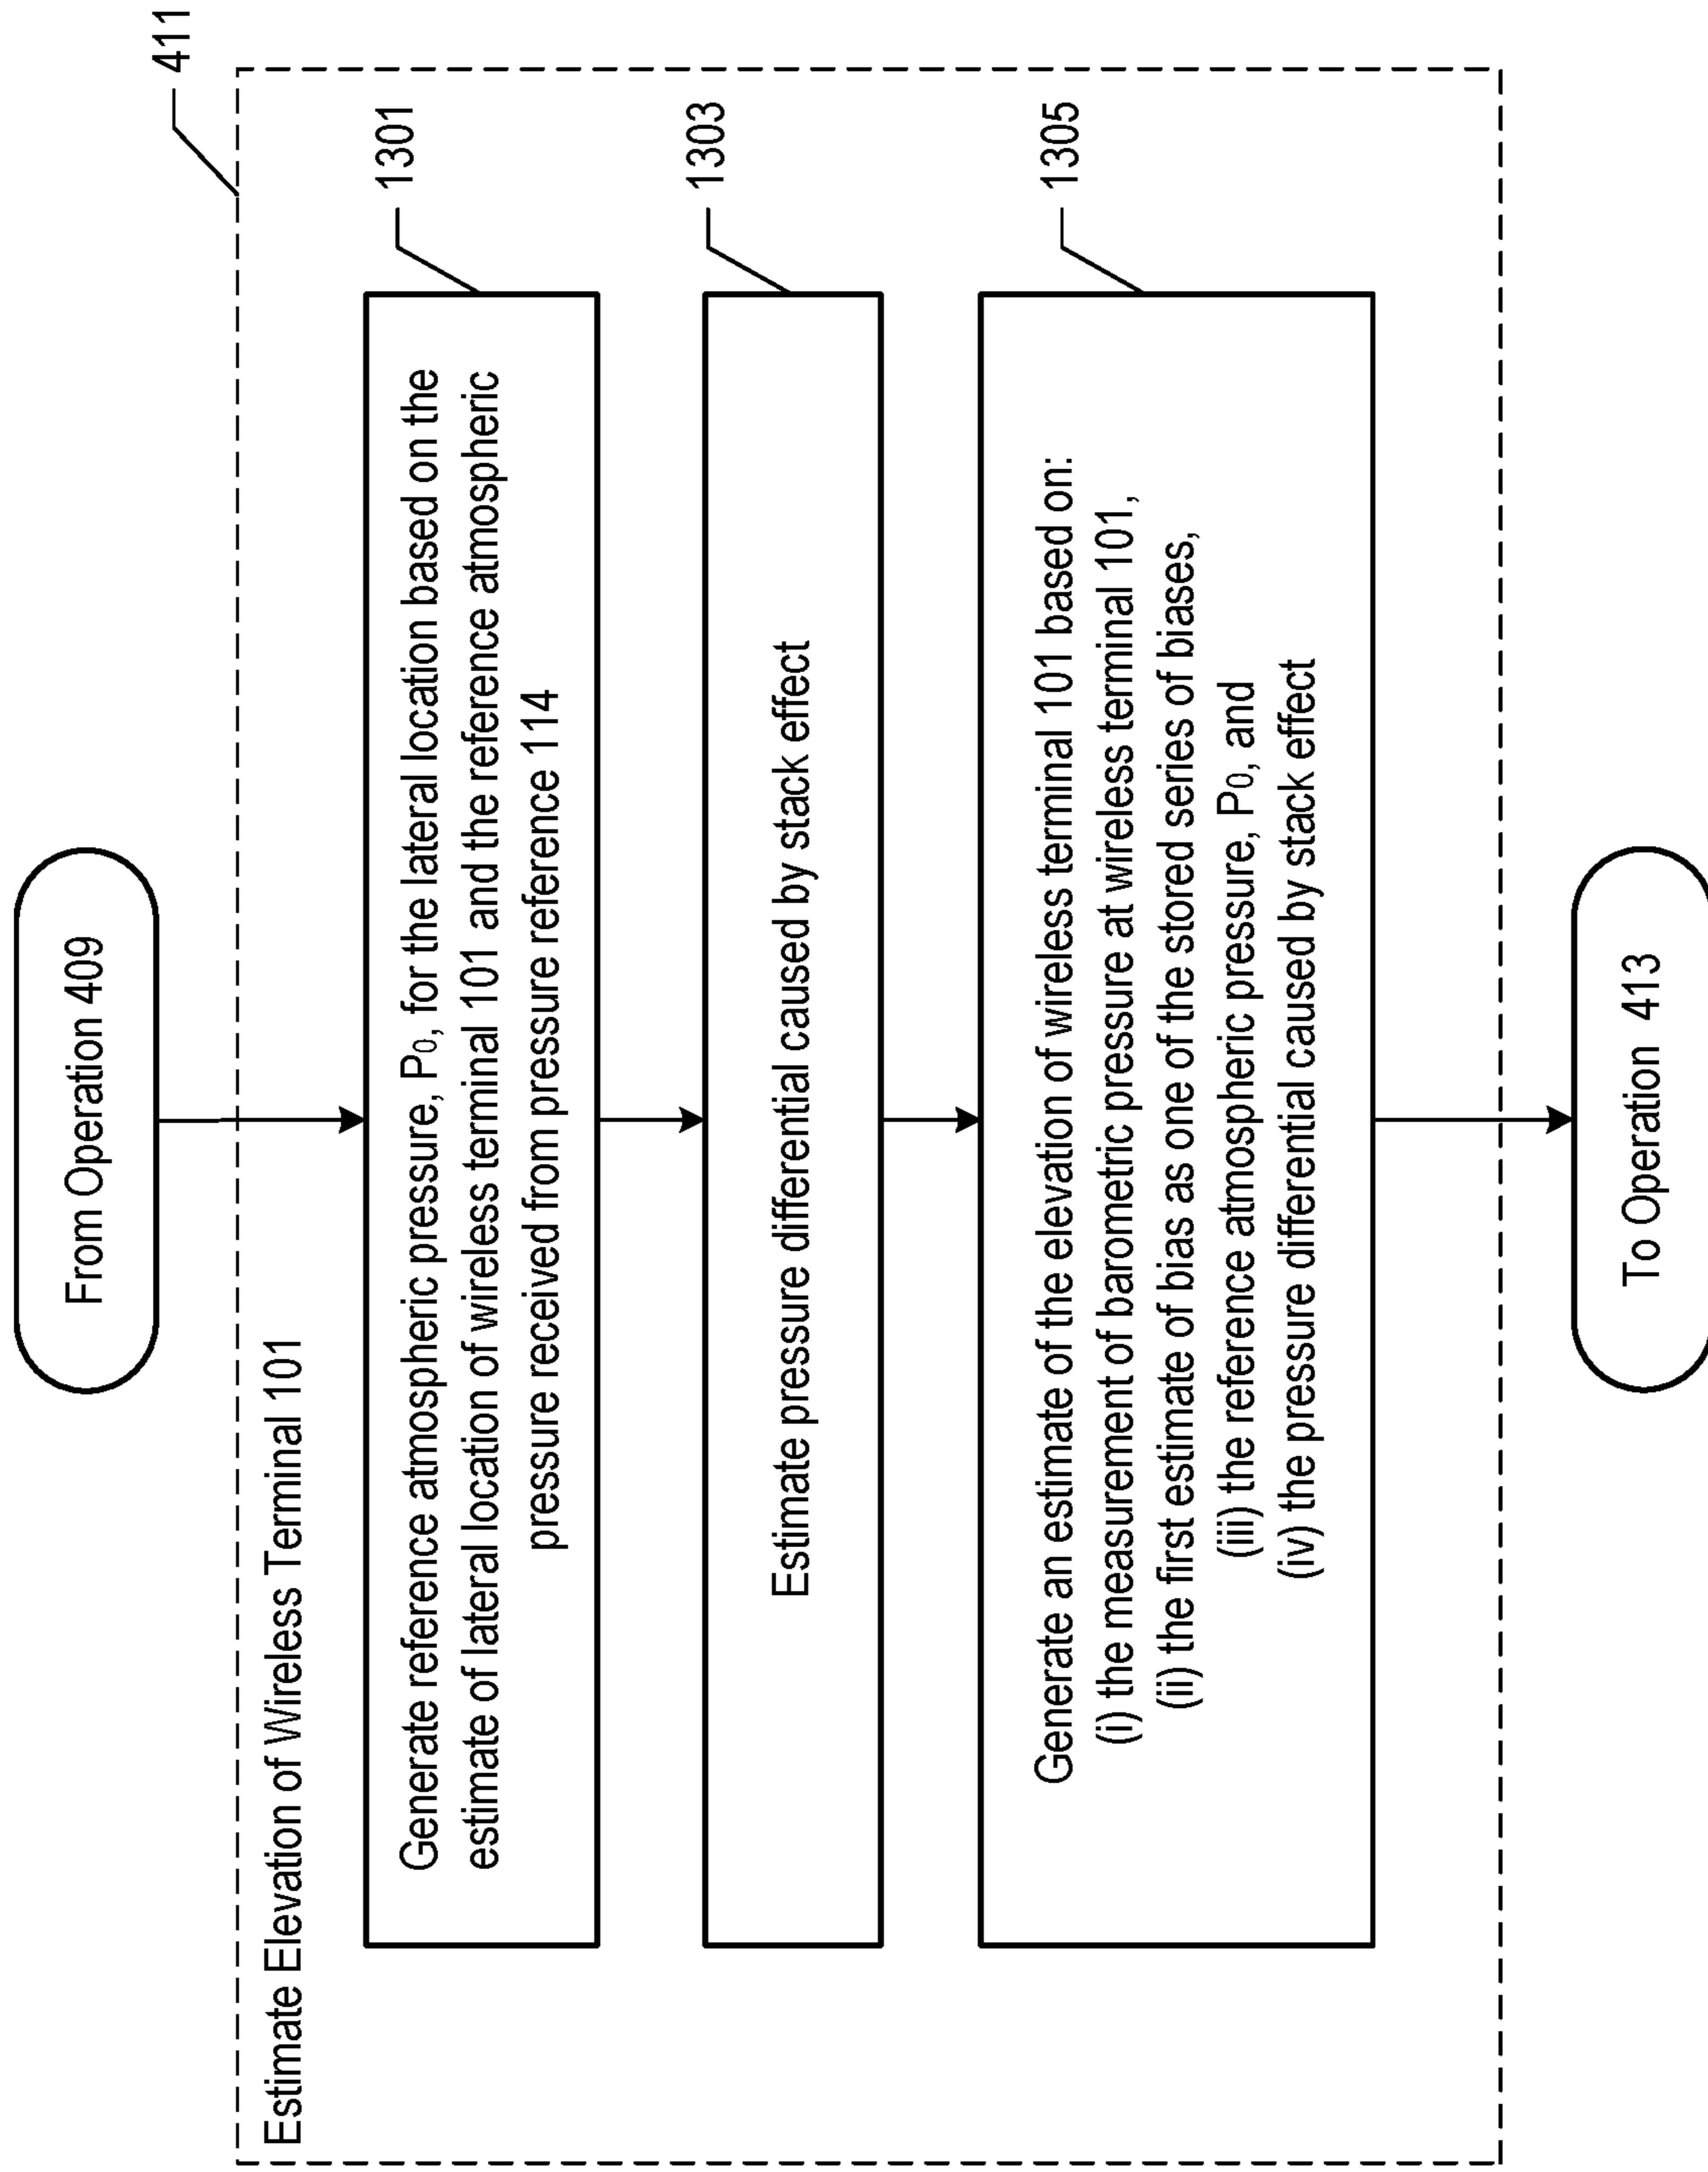 From Operation 409
411
Estimate Elevation of Wireless Terminal 101
1301
Generate reference atmospheric pressure, P₀, for the lateral location based on the
estimate of lateral location of wireless terminal 101 and the reference atmospheric
pressure received from pressure reference 114
1303
Estimate pressure differential caused by stack effect
1305
Generate an estimate of the elevation of wireless terminal 101 based on:
(i) the measurement of barometric pressure at wireless terminal 101,
(ii) the first estimate of bias as one of the stored series of biases,
(iii) the reference atmospheric pressure, P₀, and
(iv) the pressure differential caused by stack effect
To Operation 413